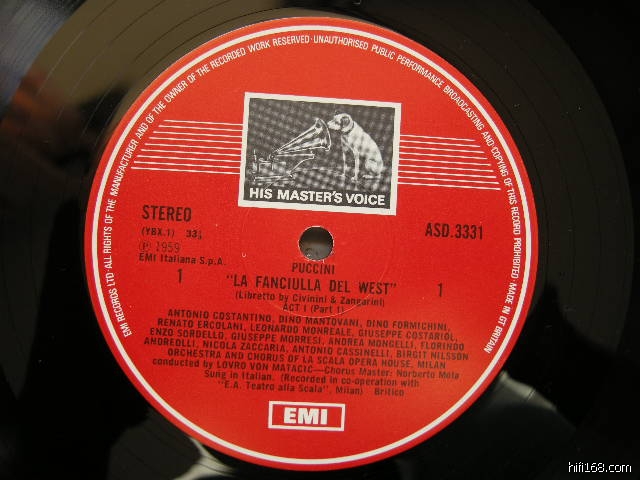 EMI RECORDS LTD·ALL RIGHTS OF THE MANUFACTURER AND OF THE OWNER OF THE RECORDED WORK RESERVED·UNAUTHORISED PUBLIC PERFORMANCE BROADCASTING AND COPYING OF THIS RECORD PROHIBITED·MADE IN GT BRITAIN
HIS MASTER'S VOICE
STEREO
ASD.3331
(YBX.1) 33⅓
℗ 1959
EMI Italiana S.p.A.
PUCCINI
1 "LA FANCIULLA DEL WEST" 1
(Libretto by Civinini & Zangarini)
ACT I (Part 1)
ANTONIO COSTANTINO, DINO MANTOVANI, DINO FORMICHINI,
RENATO ERCOLANI, LEONARDO MONREALE, GIUSEPPE COSTARIOL
ENZO SORDELLO, GIUSEPPE MORRESI, ANDREA MONGELLI, FLORINDO
ANDREOLLI, NICOLA ZACCARIA, ANTONIO CASSINELLI, BIRGIT NILSSON
ORCHESTRA AND CHORUS OF LA SCALA OPERA HOUSE, MILAN
conducted by LOVRO VON MATACIC—Chorus Master: Norberto Mola
Sung in Italian. (Recorded in co-operation with
"E.A. Teatro alla Scala", Milan) Britico
EMI
hifi168.com